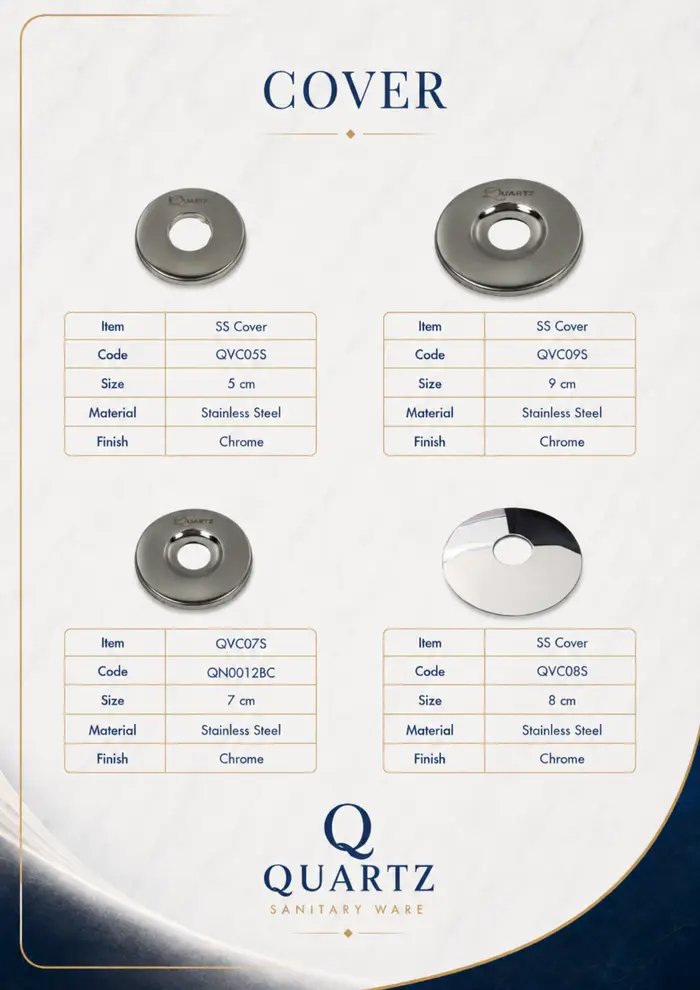 COVER
QUARTZ
QUARTZ
Item SS Cover
Code QVC05S
Size 5 cm
Material Stainless Steel
Finish Chrome
Item SS Cover
Code QVC09S
Size 9 cm
Material Stainless Steel
Finish Chrome
QUARTZ
Item QVC07S
Code QN0012BC
Size 7 cm
Material Stainless Steel
Finish Chrome
Item SS Cover
Code QVC08S
Size 8 cm
Material Stainless Steel
Finish Chrome
Q
QUARTZ
SANITARY WARE